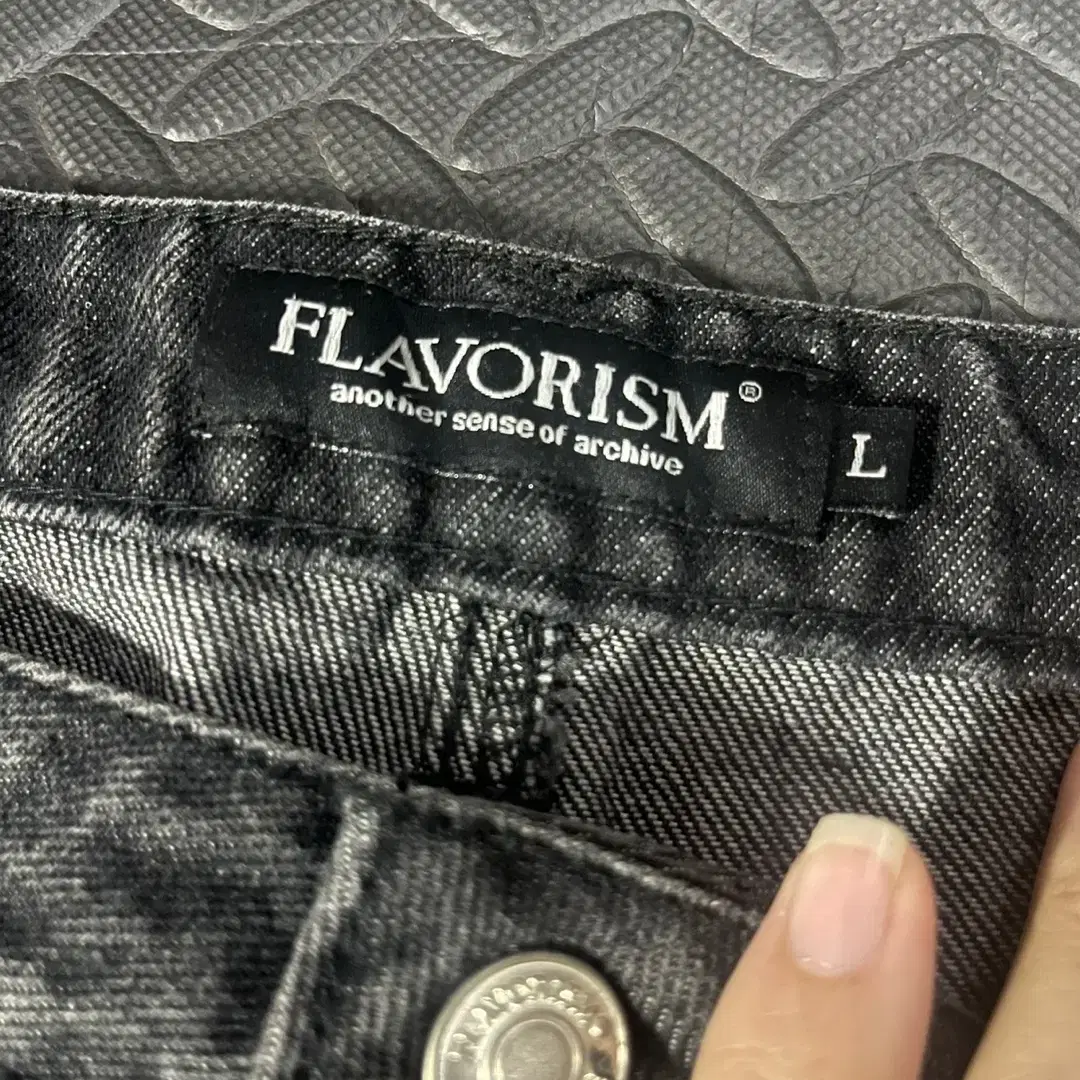 FLAVORISM®
another sense of archive
L